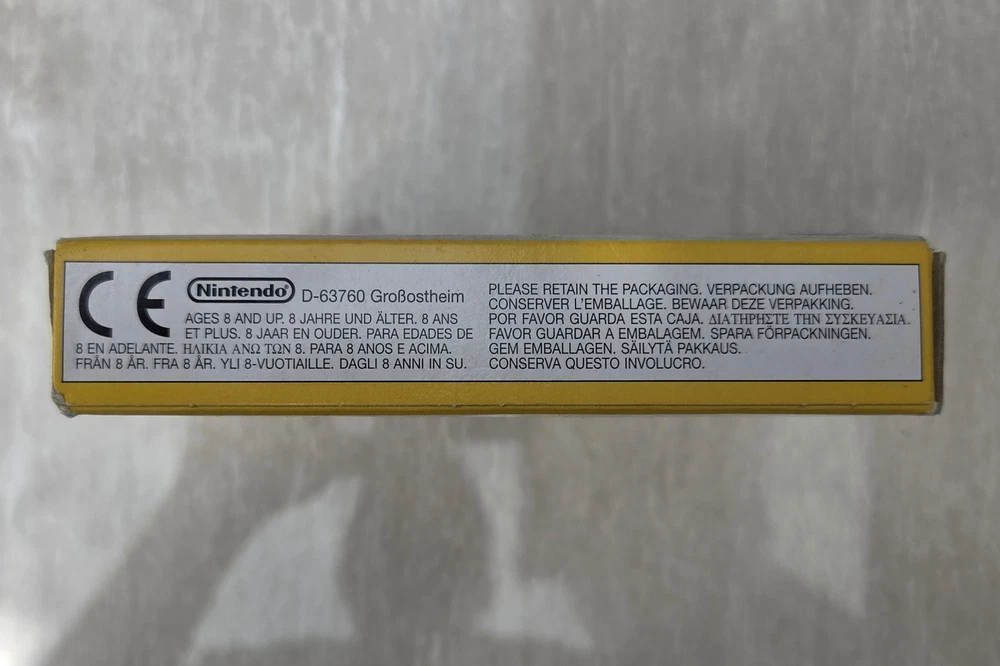 CE
Nintendo D-63760 Großostheim
AGES 8 AND UP. 8 JAHRE UND ÄLTER. 8 ANS
ET PLUS. 8 JAAR EN OUDER. PARA EDADES DE
8 EN ADELANTE. ΗΛΙΚΙΑ ΑΝΩ ΤΩΝ 8. PARA 8 ANOS E ACIMA.
FRÅN 8 ÅR. FRA 8 ÅR. YLI 8-VUOTIAILLE. DAGLI 8 ANNI IN SU.
PLEASE RETAIN THE PACKAGING. VERPACKUNG AUFHEBEN.
CONSERVER L'EMBALLAGE. BEWAAR DEZE VERPAKKING.
POR FAVOR GUARDA ESTA CAJA. ΔΙΑΤΗΡΗΣΤΕ ΤΗΝ ΣΥΣΚΕΥΑΣΙΑ.
FAVOR GUARDAR A EMBALAGEM. SPARA FÖRPACKNINGEN.
GEM EMBALLAGEN. SÄILYTÄ PAKKAUS.
CONSERVA QUESTO INVOLUCRO.